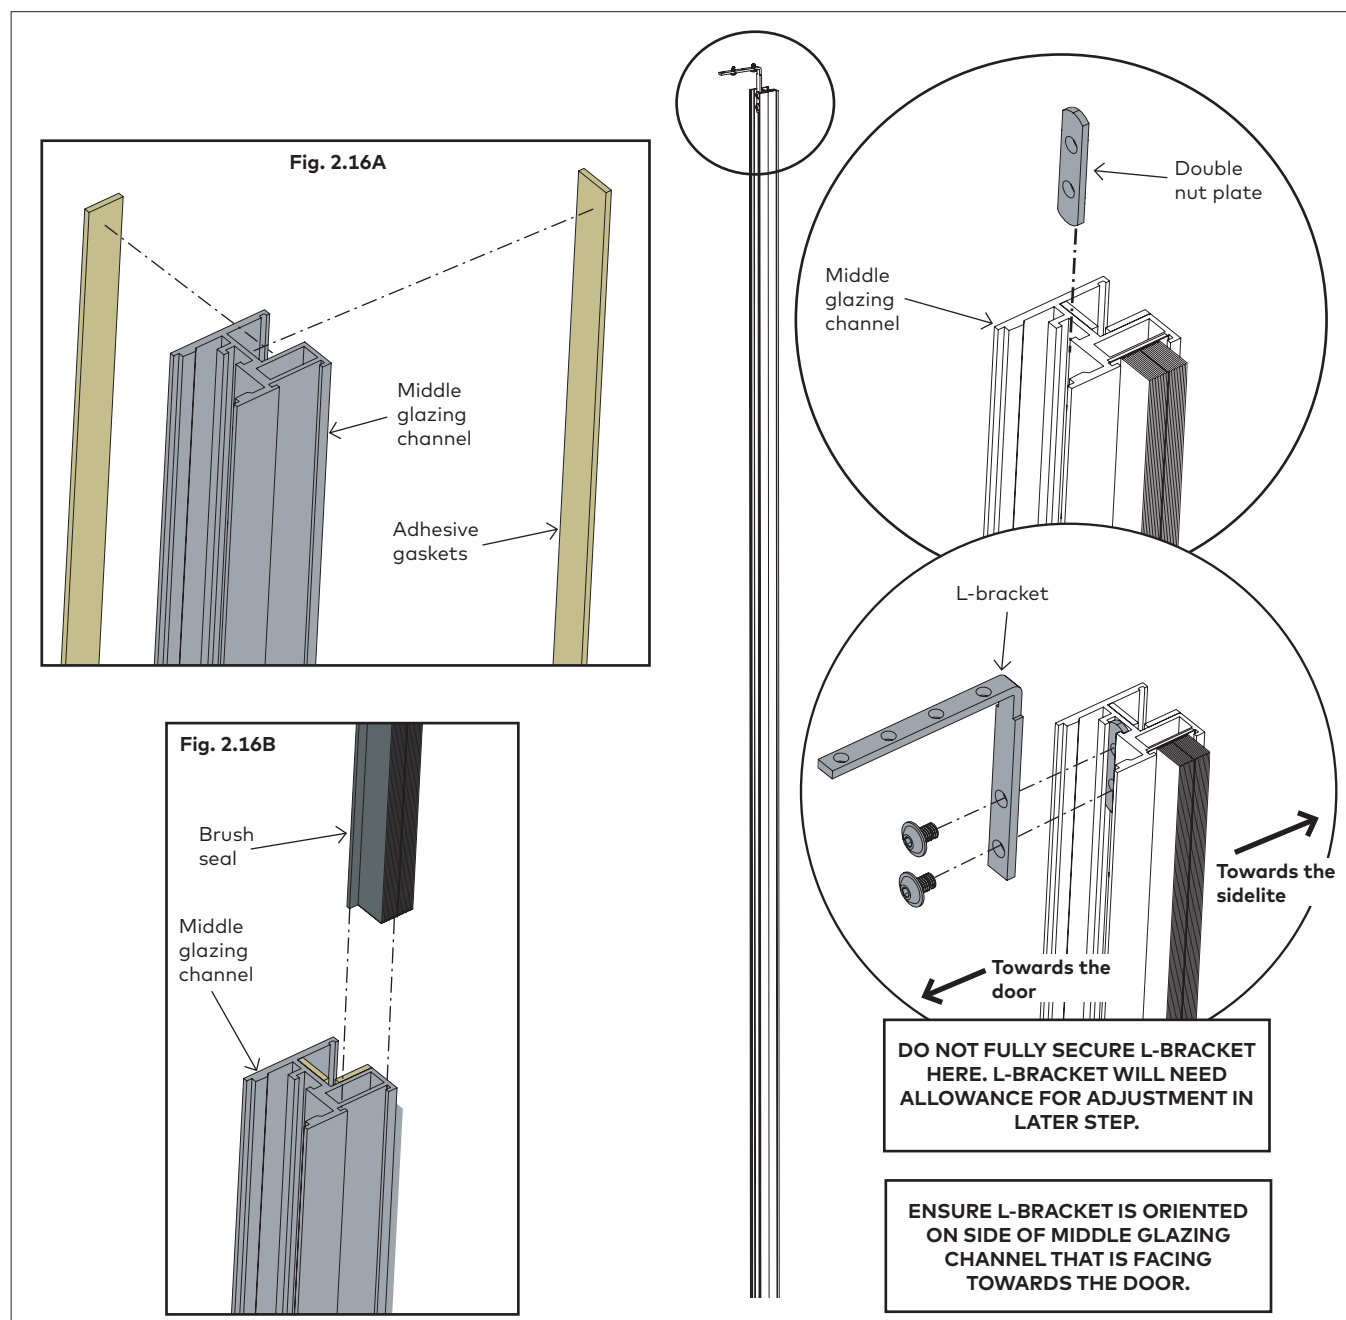 Fig. 2.16A
Middle
glazing
channel
Adhesive
gaskets
Fig. 2.16B
Brush
seal
Middle
glazing
channel
Double
nut plate
Middle
glazing
channel
L-bracket
Towards the
sidelite
Towards the
door
DO NOT FULLY SECURE L-BRACKET
HERE. L-BRACKET WILL NEED
ALLOWANCE FOR ADJUSTMENT IN
LATER STEP.
ENSURE L-BRACKET IS ORIENTED
ON SIDE OF MIDDLE GLAZING
CHANNEL THAT IS FACING
TOWARDS THE DOOR.